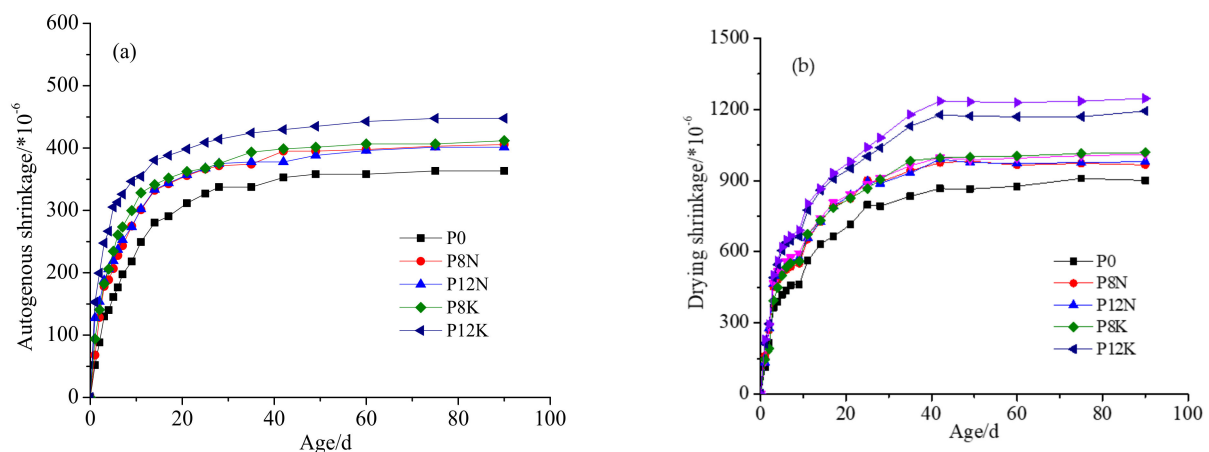 (a)
Autogenous shrinkage/*10⁻⁶
600
500
400
300
200
100
0
0 20 40 60 80 100
Age/d
P0
P8N
P12N
P8K
P12K
(b)
Drying shrinkage/*10⁻⁶
1500
1200
900
600
300
0
0 20 40 60 80 100
Age/d
P0
P8N
P12N
P8K
P12K